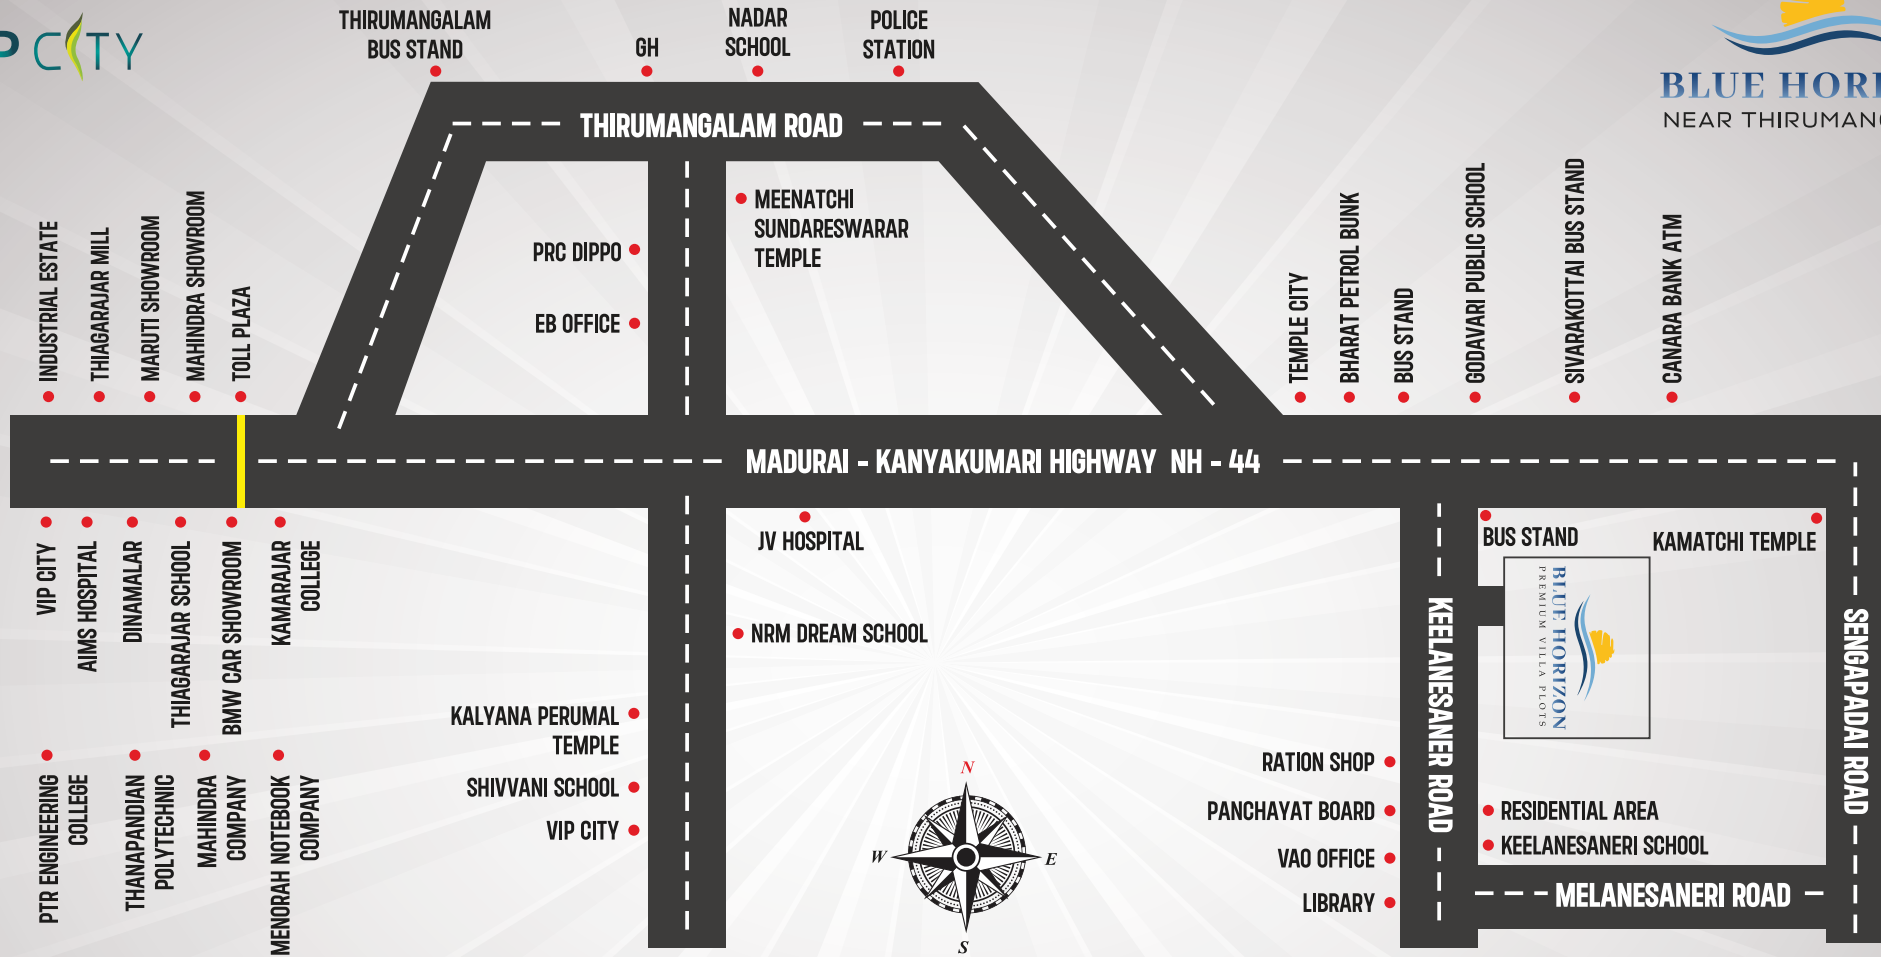 P CITY
THIRUMANGALAM
BUS STAND
GH
NADAR
SCHOOL
POLICE
STATION
BLUE HORI
NEAR THIRUMAN
THIRUMANGALAM ROAD
MEENATCHI
SUNDARESWARAR
TEMPLE
PRC DIPPO
EB OFFICE
INDUSTRIAL ESTATE
THIAGARAJAR MILL
MARUTI SHOWROOM
MAHINDRA SHOWROOM
TOLL PLAZA
TEMPLE CITY
BHARAT PETROL BUNK
BUS STAND
GODAVARI PUBLIC SCHOOL
SIVARAKOTTAI BUS STAND
CANARA BANK ATM
MADURAI - KANYAKUMARI HIGHWAY NH - 44
VIP CITY
AIMS HOSPITAL
DINAMALAR
THIAGARAJAR SCHOOL
BMW CAR SHOWROOM
KAMARAJAR
COLLEGE
JV HOSPITAL
NRM DREAM SCHOOL
BUS STAND
KAMATCHI TEMPLE
BLUE HORIZON
PREMIUM VILLA PLOTS
KEELANESANER ROAD
SENGAPADAI ROAD
KALYANA PERUMAL
TEMPLE
SHIVVANI SCHOOL
VIP CITY
PTR ENGINEERING
COLLEGE
THANAPANDIAN
POLYTECHNIC
MAHINDRA
COMPANY
MENORAH NOTEBOOK
COMPANY
N
W
E
S
RATION SHOP
PANCHAYAT BOARD
VAO OFFICE
LIBRARY
RESIDENTIAL AREA
KEELANESANERI SCHOOL
MELANESANERI ROAD